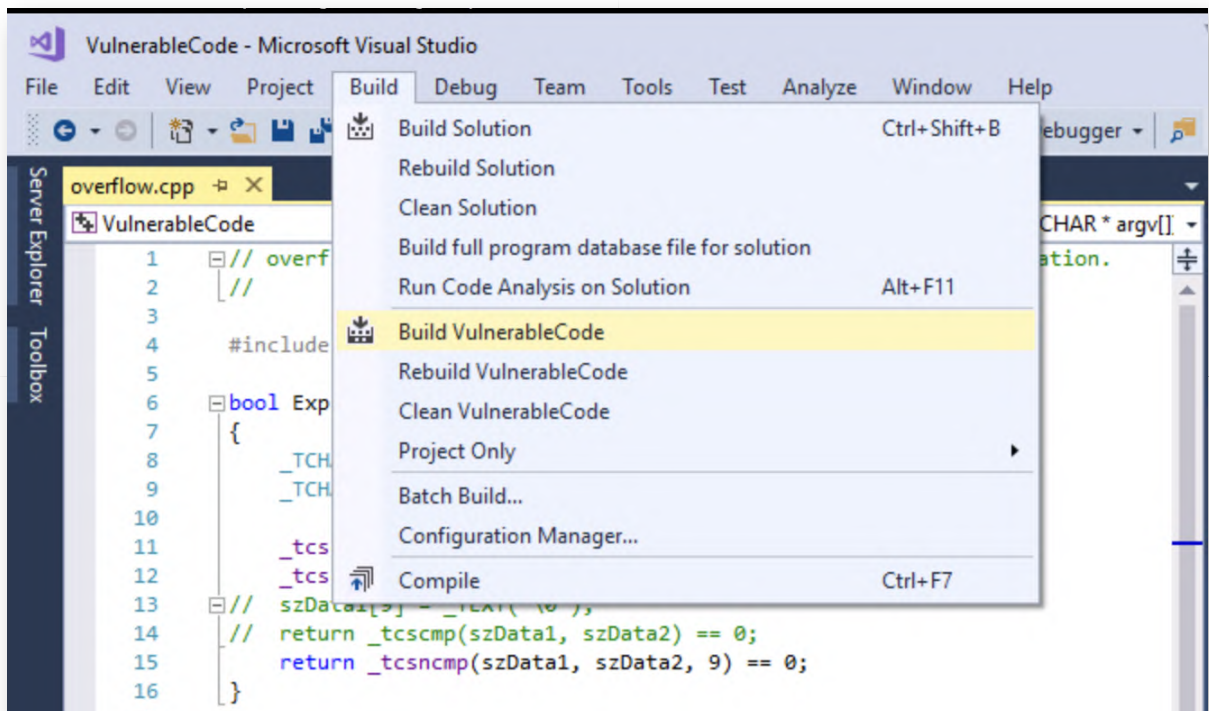 VulnerableCode - Microsoft Visual Studio
File Edit View Project Build Debug Team Tools Test Analyze Window Help
Build Solution Ctrl+Shift+B
ebugger
Rebuild Solution
Clean Solution
Build full program database file for solution
Run Code Analysis on Solution Alt+F11
Build VulnerableCode
Rebuild VulnerableCode
Clean VulnerableCode
Project Only
Batch Build...
Configuration Manager...
Compile Ctrl+F7
Server Explorer
Toolbox
overflow.cpp
VulnerableCode CHAR * argv[]
1 // overf ation.
2 //
3
4 #include
5
6 bool Exp
7 {
8 _TCH
9 _TCH
10
11 _tcs
12 _tcs
13 // szData1[9] = _TEXT('\0');
14 // return _tcscmp(szData1, szData2) == 0;
15 return _tcsncmp(szData1, szData2, 9) == 0;
16 }